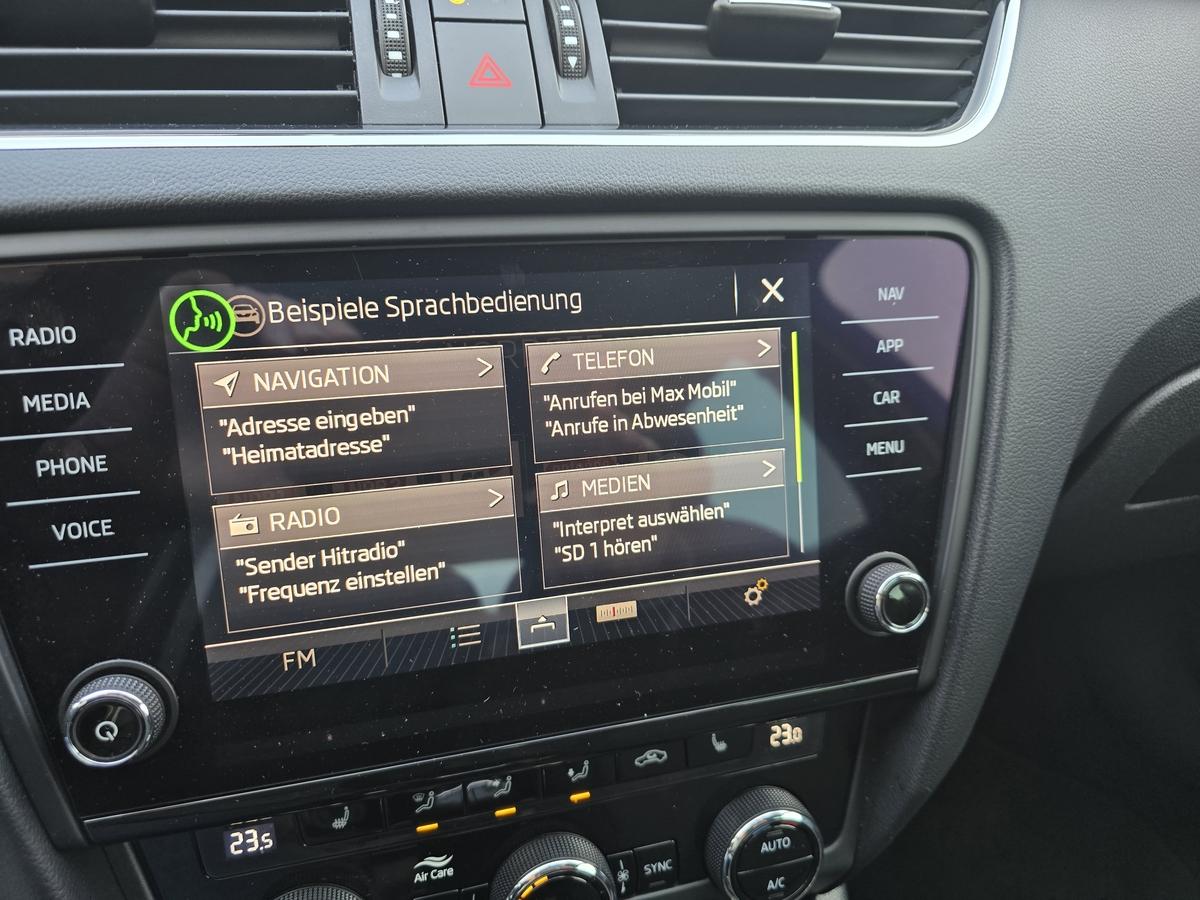 Beispiele Sprachbedienung
RADIO
MEDIA
PHONE
VOICE
NAVIGATION
"Adresse eingeben"
"Heimatadresse"
TELEFON
"Anrufen bei Max Mobil"
"Anrufe in Abwesenheit"
RADIO
"Sender Hitradio"
"Frequenz einstellen"
MEDIEN
"Interpret auswählen"
"SD 1 hören"
FM
NAV
APP
CAR
MENU
23.5
23.0
Air Care
SYNC
AUTO
A/C